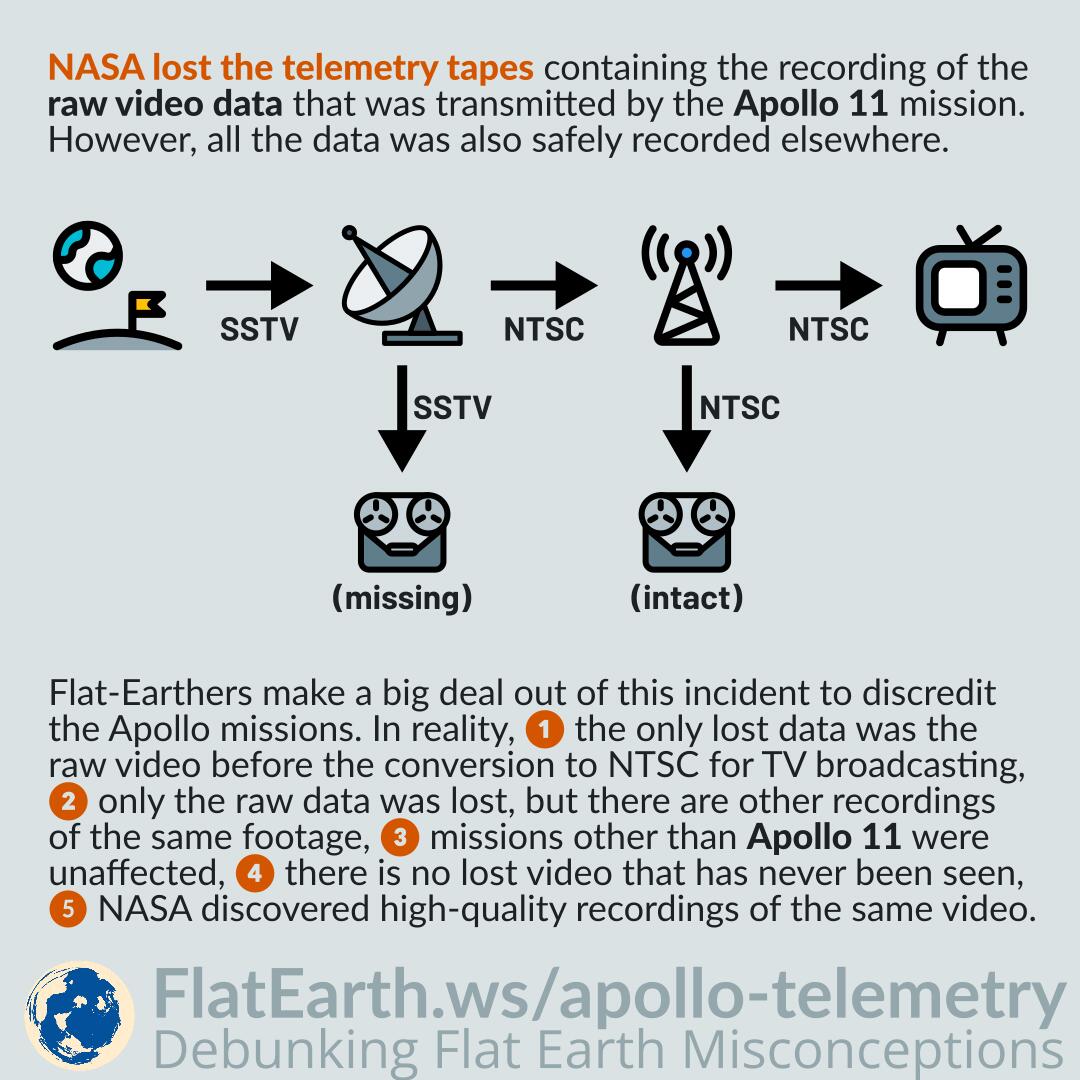 NASA lost the telemetry tapes containing the recording of the
raw video data that was transmitted by the Apollo 11 mission.
However, all the data was also safely recorded elsewhere.
SSTV
NTSC
NTSC
SSTV
NTSC
(missing)
(intact)
Flat-Earthers make a big deal out of this incident to discredit
the Apollo missions. In reality, 1 the only lost data was the
raw video before the conversion to NTSC for TV broadcasting,
2 only the raw data was lost, but there are other recordings
of the same footage, 3 missions other than Apollo 11 were
unaffected, 4 there is no lost video that has never been seen,
5 NASA discovered high-quality recordings of the same video.
FlatEarth.ws/apollo-telemetry
Debunking Flat Earth Misconceptions